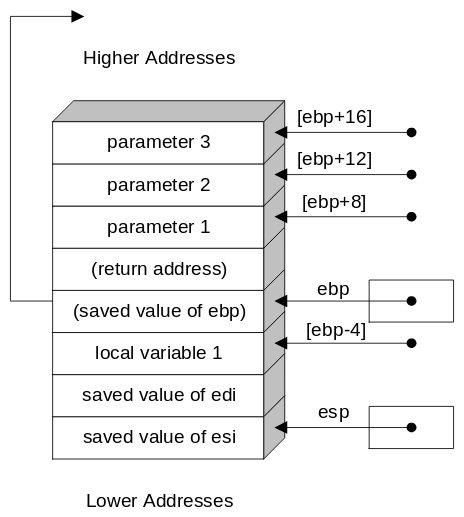 Higher Addresses
parameter 3 [ebp+16]
parameter 2 [ebp+12]
parameter 1 [ebp+8]
(return address)
(saved value of ebp) ebp
local variable 1 [ebp-4]
saved value of edi
saved value of esi esp
Lower Addresses